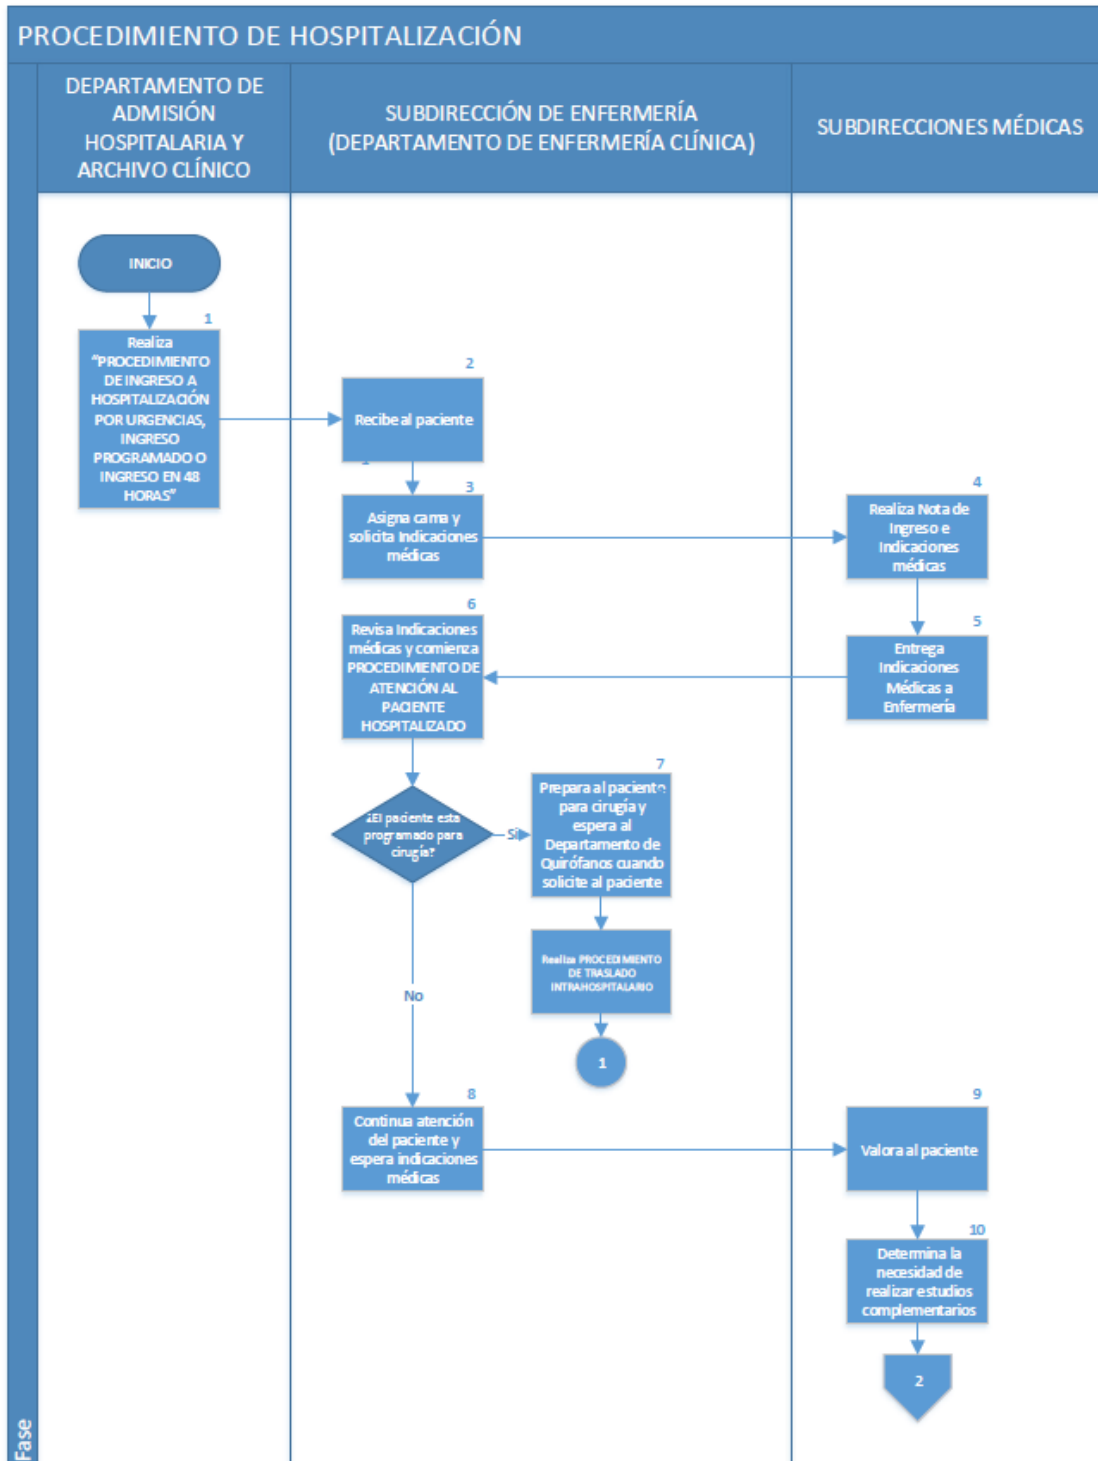 PROCEDIMIENTO DE HOSPITALIZACIÓN
DEPARTAMENTO DE
ADMISIÓN
HOSPITALARIA Y
ARCHIVO CLÍNICO
SUBDIRECCIÓN DE ENFERMERÍA
(DEPARTAMENTO DE ENFERMERÍA CLÍNICA)
SUBDIRECCIONES MÉDICAS
INICIO
1
Realiza
"PROCEDIMIENTO
DE INGRESO A
HOSPITALIZACIÓN
POR URGENCIAS,
INGRESO
PROGRAMADO O
INGRESO EN 48
HORAS"
2
Recibe al paciente
3
Asigna cama y
solicita Indicaciones
médicas
4
Realiza Nota de
Ingreso e
Indicaciones
médicas
5
Entrega
Indicaciones
Médicas a
Enfermería
6
Revisa Indicaciones
médicas y comienza
PROCEDIMIENTO DE
ATENCIÓN AL
PACIENTE
HOSPITALIZADO
¿El paciente esta
programado para
cirugía?
Sí
7
Prepara al paciente
para cirugía y
espera al
Departamento de
Quirófanos cuando
solicite al paciente
Realiza PROCEDIMIENTO
DE TRASLADO
INTRAHOSPITALARIO
1
No
8
Continua atención
del paciente y
espera indicaciones
médicas
9
Valora al paciente
10
Determina la
necesidad de
realizar estudios
complementarios
2
Fase